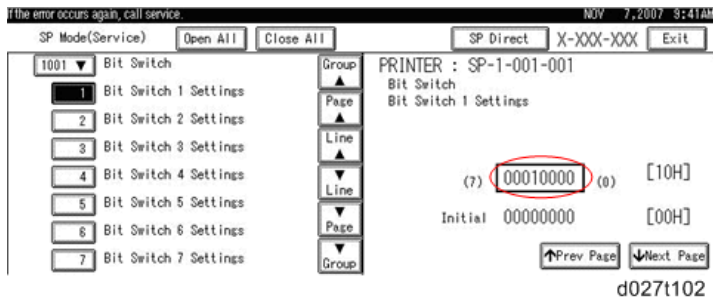 If the error occurs again, call service. NOV 7,2007 9:41AM
SP Mode(Service) Open All Close All SP Direct X-XXX-XXX Exit
1001 ▼ Bit Switch
1 Bit Switch 1 Settings
2 Bit Switch 2 Settings
3 Bit Switch 3 Settings
4 Bit Switch 4 Settings
5 Bit Switch 5 Settings
6 Bit Switch 6 Settings
7 Bit Switch 7 Settings
Group
▲
Page
▲
Line
▲
▼
Line
▼
Page
▼
Group
PRINTER : SP-1-001-001
Bit Switch
Bit Switch 1 Settings
(7) 00010000 (0) [10H]
Initial 00000000 [00H]
↑Prev Page ↓Next Page
d027t102